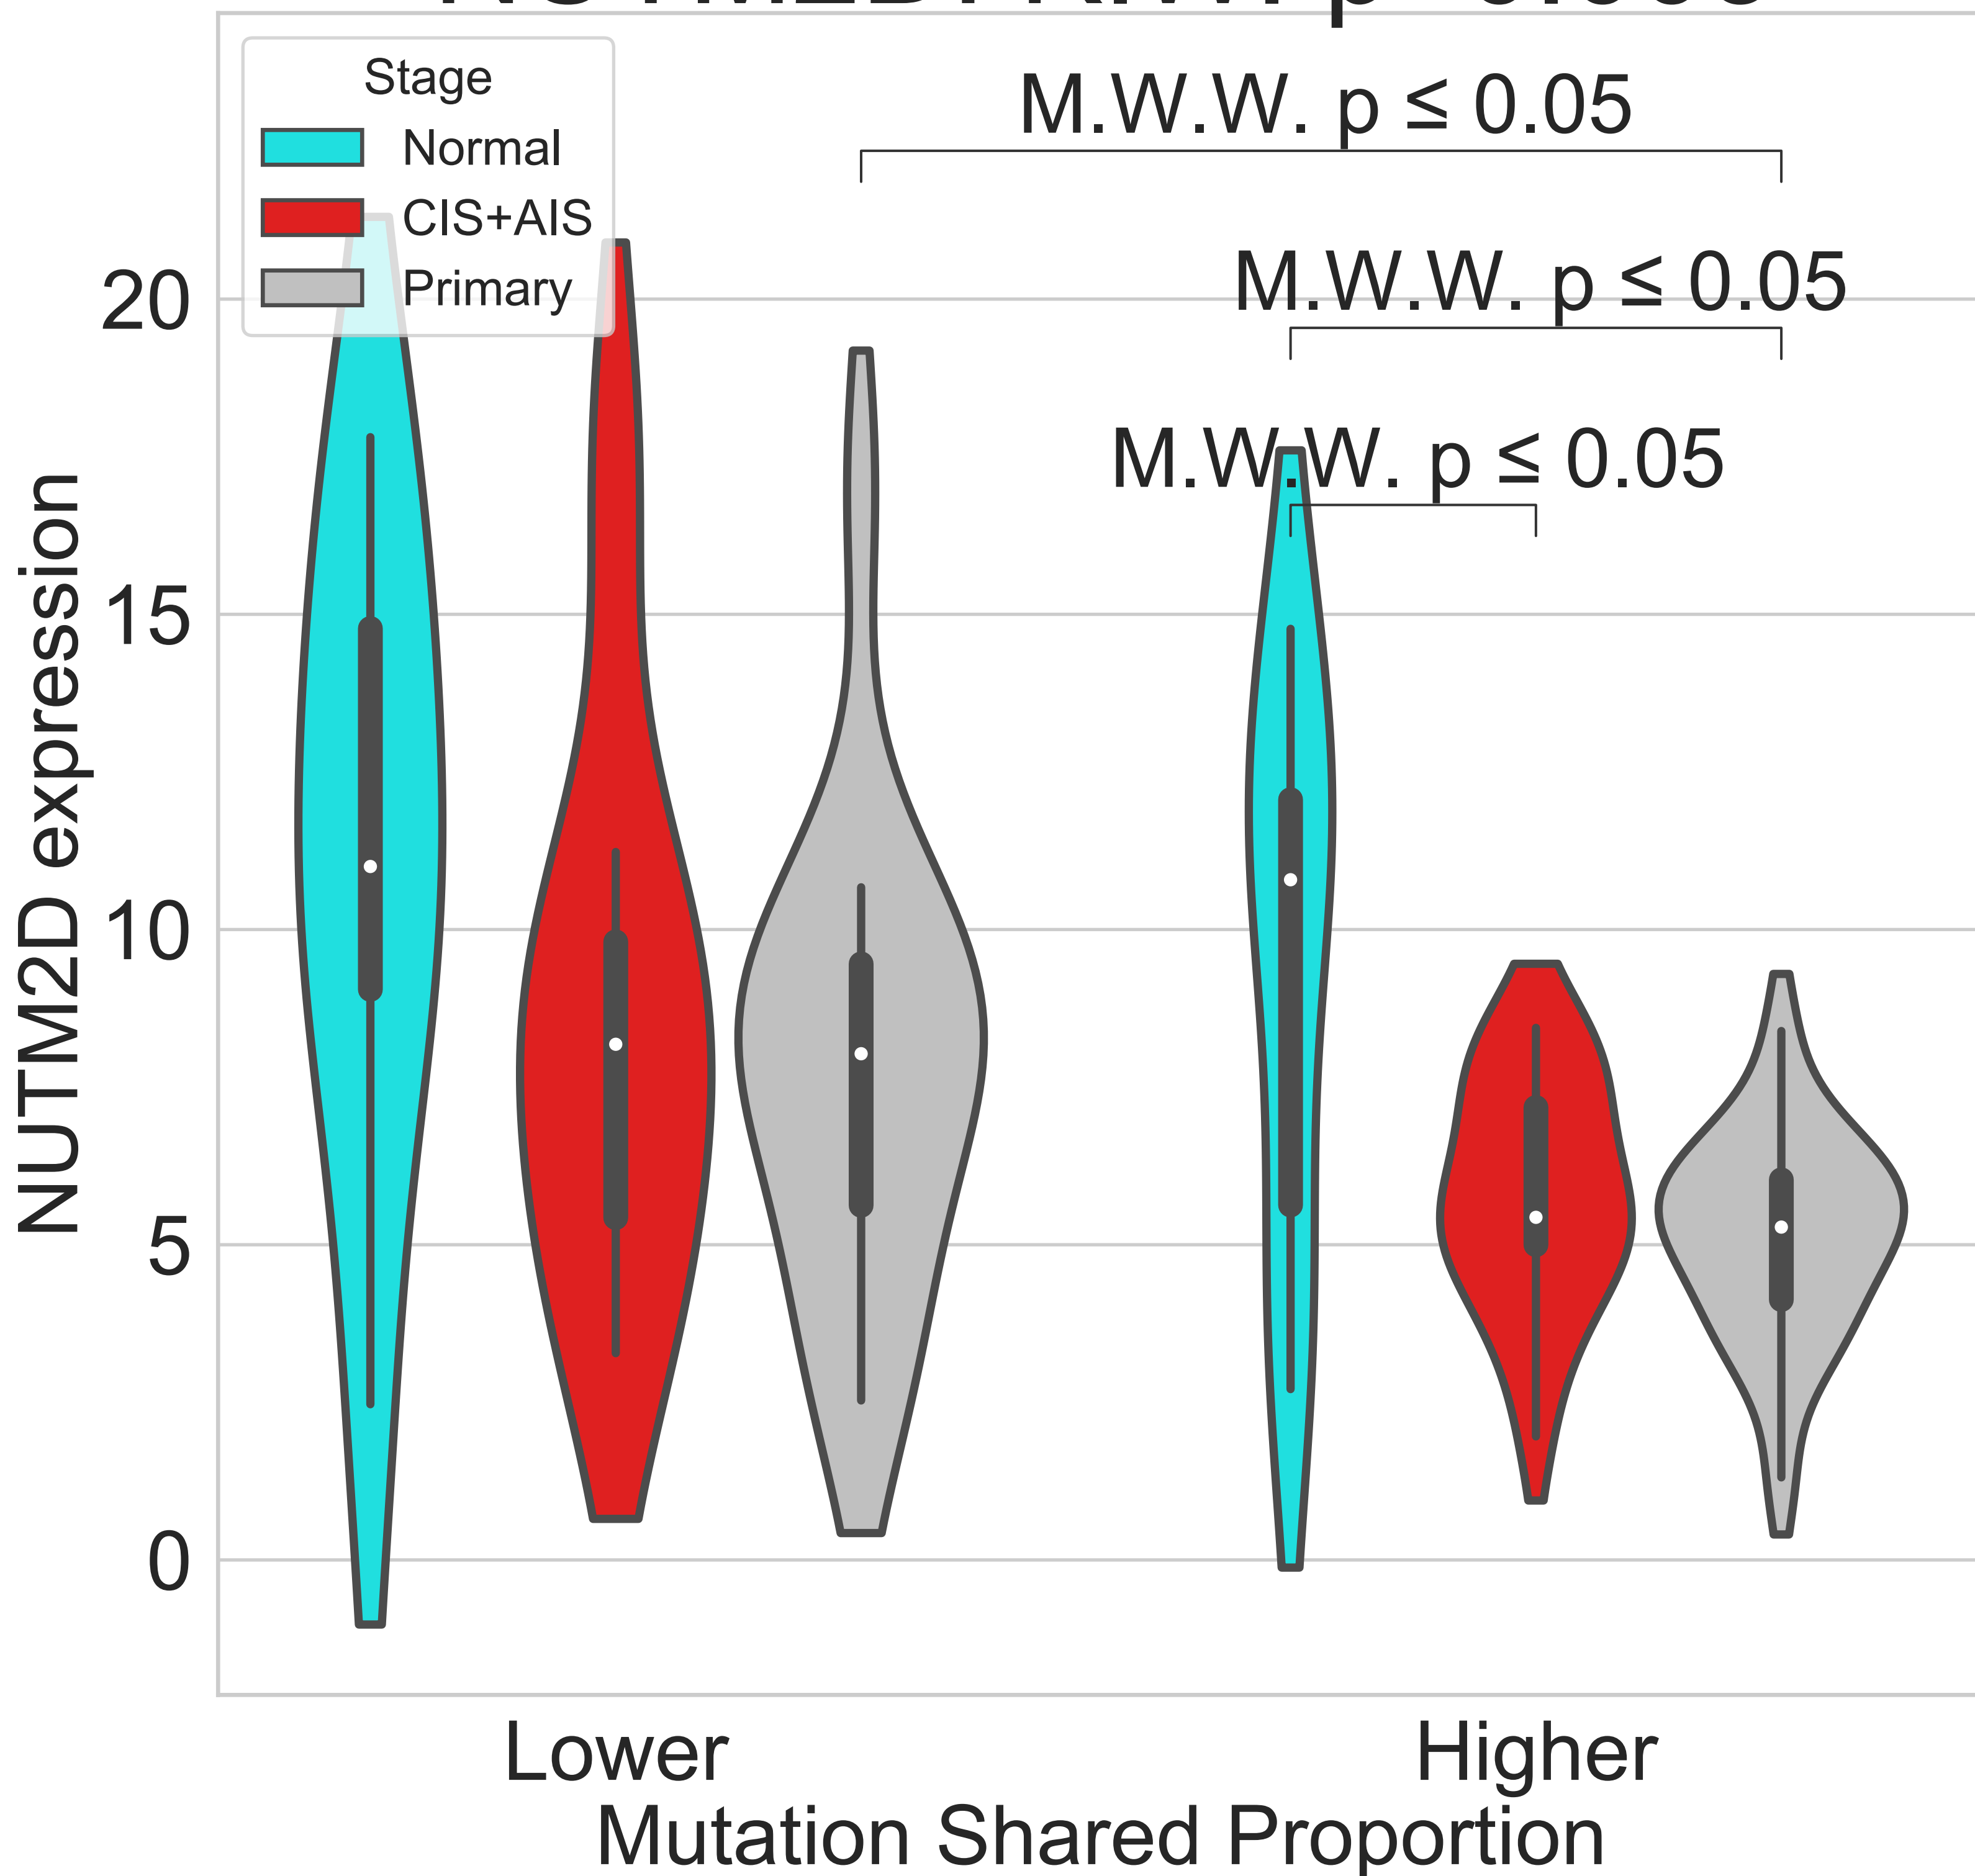 Stage
Normal
CIS+AIS
Primary
M.W.W. p ≤ 0.05
M.W.W. p ≤ 0.05
M.W.W. p ≤ 0.05
20
15
10
5
0
NUTM2D expression
Lower
Higher
Mutation Shared Proportion